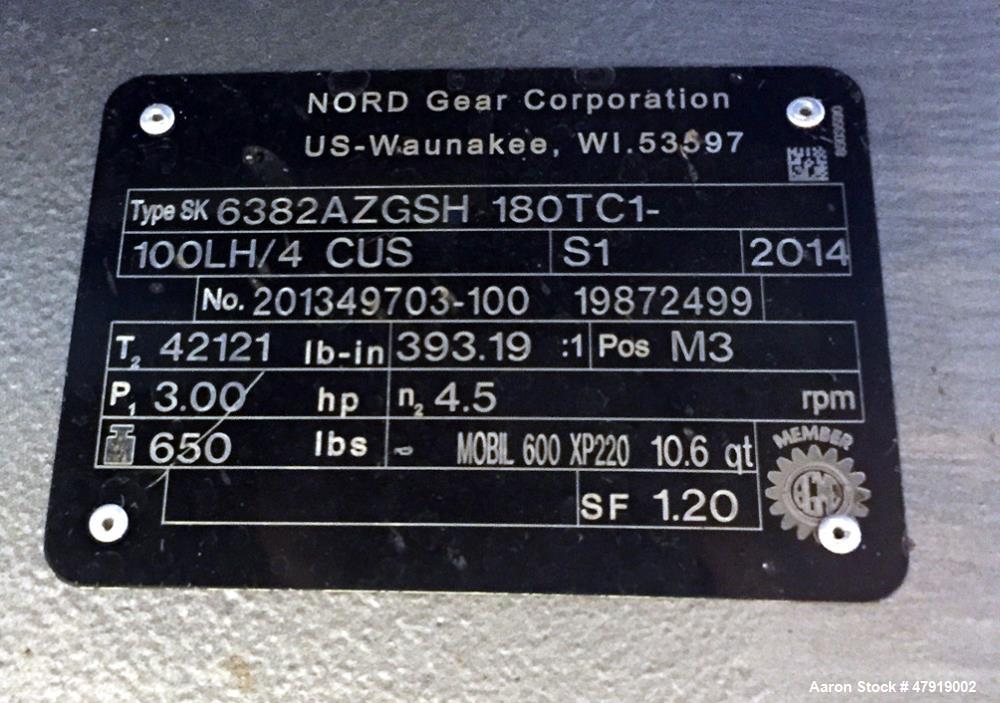 NORD Gear Corporation
US-Waunakee, WI.53597
Type SK 6382AZGSH 180TC1-
100LH/4 CUS S1 2014
No. 201349703-100 19872499
T2 42121 lb-in 393.19 :1 Pos M3
P1 3.00 hp n2 4.5 rpm
650 lbs MOBIL 600 XP220 10.6 qt
MEMBER
SF 1.20
Aaron Stock # 47919002